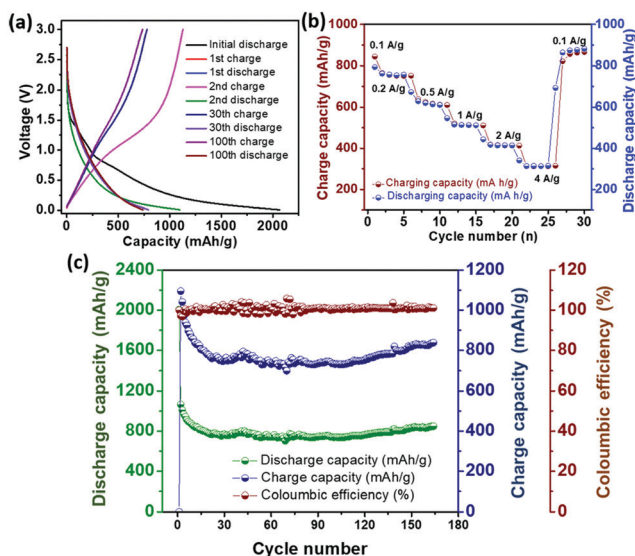 (a)
3.0
2.5
2.0
1.5
1.0
0.5
0.0
Voltage (V)
Initial discharge
1st charge
1st discharge
2nd charge
2nd discharge
30th charge
30th discharge
100th charge
100th discharge
0 500 1000 1500 2000
Capacity (mAh/g)
(b)
1000
800
600
400
200
Charge capacity (mAh/g)
0.1 A/g
0.2 A/g
0.5 A/g
1 A/g
2 A/g
4 A/g
0.1 A/g
Charging capacity (mA h/g)
Discharging capacity (mA h/g)
0 5 10 15 20 25 30
Cycle number (n)
1000
800
600
400
200
Discharge capacity (mAh/g)
(c)
2400
2000
1600
1200
800
400
0
Discharge capacity (mAh/g)
Discharge capacity (mAh/g)
Charge capacity (mAh/g)
Coloumbic efficiency (%)
0 30 60 90 120 150 180
Cycle number
1200
1000
800
600
400
200
0
Charge capacity (mAh/g)
120
100
80
60
40
20
0
Coloumbic efficiency (%)